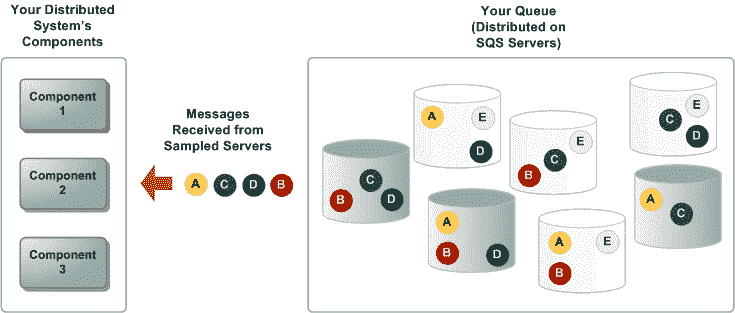 Your Distributed
System's
Components
Your Queue
(Distributed on
SQS Servers)
Component
1
Component
2
Component
3
Messages
Received from
Sampled Servers
A C D B
A E
D
E
C
B
E
C
D
C
B D
A
B D
A E
B
A
C